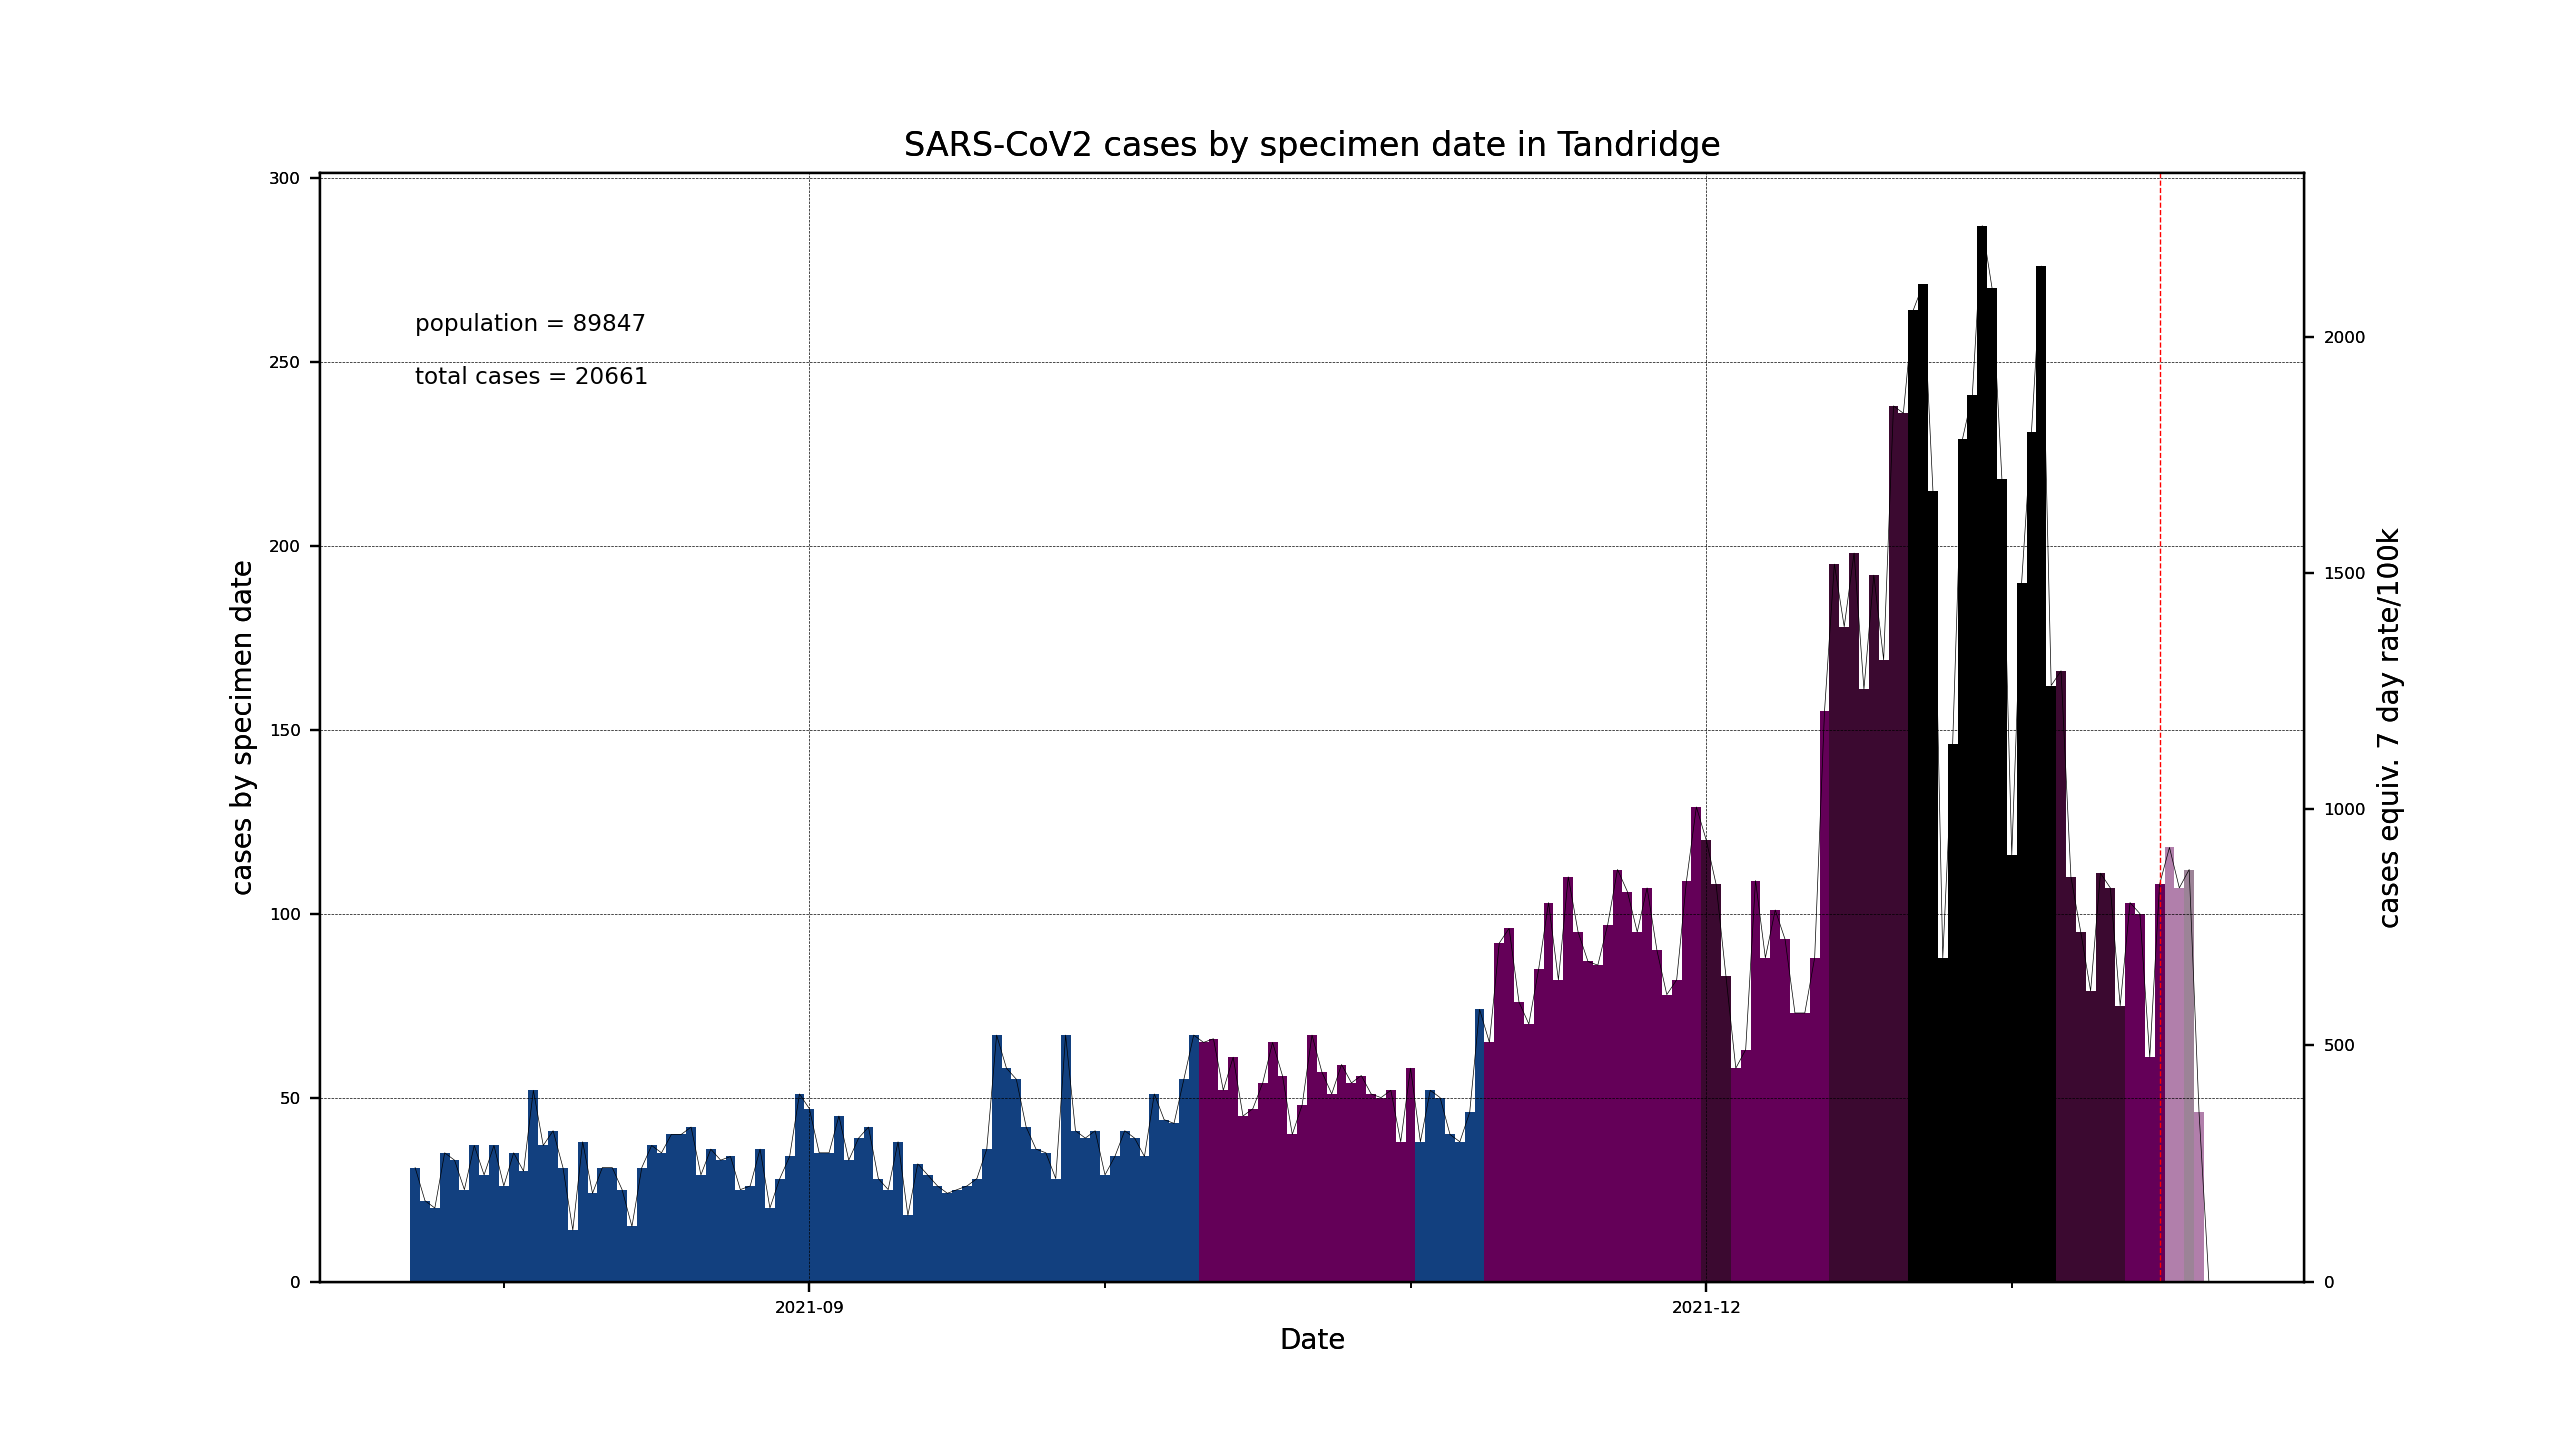 SARS-CoV2 cases by specimen date in Tandridge
population = 89847
total cases = 20661
cases by specimen date
300
250
200
150
100
50
0
2000
1500
1000
500
0
cases equiv. 7 day rate/100k
2021-09
2021-12
Date